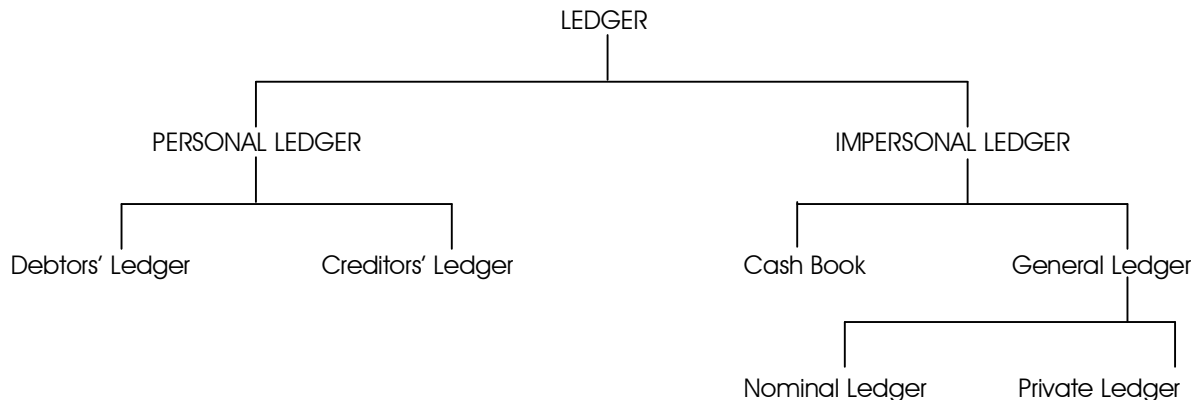 LEDGER
PERSONAL LEDGER IMPERSONAL LEDGER
Debtors’ Ledger Creditors’ Ledger Cash Book General Ledger
Nominal Ledger Private Ledger